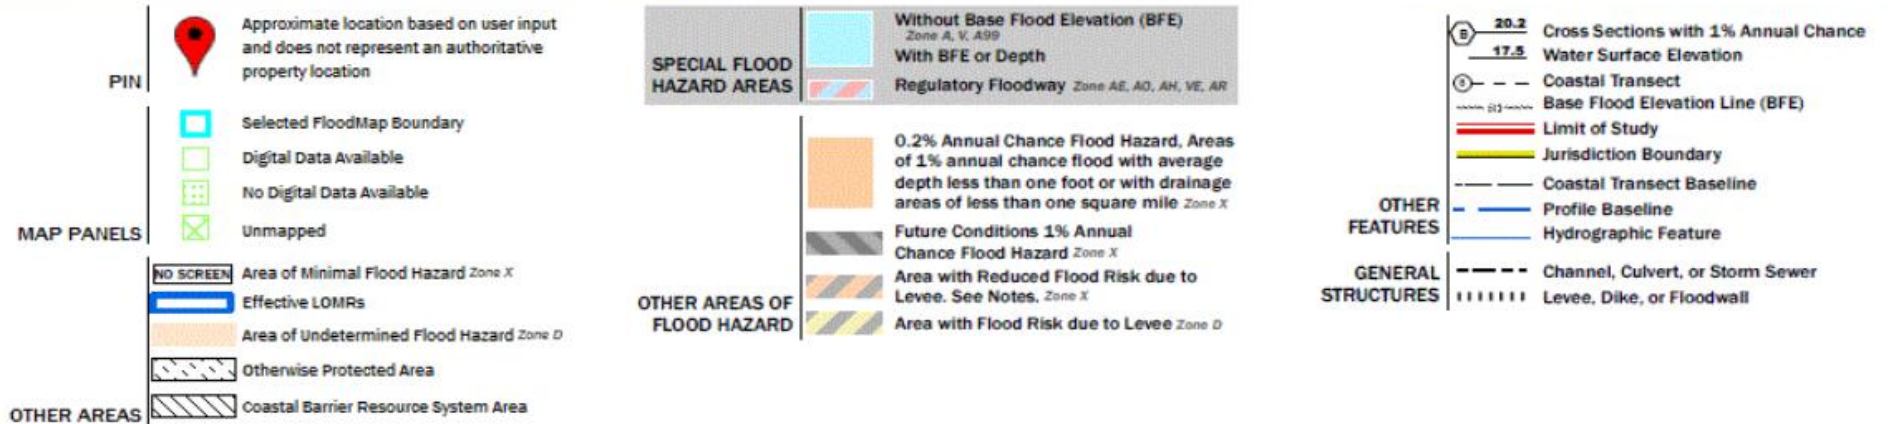 PIN
Approximate location based on user input
and does not represent an authoritative
property location
MAP PANELS
Selected FloodMap Boundary
Digital Data Available
No Digital Data Available
Unmapped
OTHER AREAS
NO SCREEN Area of Minimal Flood Hazard Zone X
Effective LOMRs
Area of Undetermined Flood Hazard Zone D
Otherwise Protected Area
Coastal Barrier Resource System Area
SPECIAL FLOOD
HAZARD AREAS
Without Base Flood Elevation (BFE)
Zone A, V, A99
With BFE or Depth
Regulatory Floodway Zone AE, AO, AH, VE, AR
OTHER AREAS OF
FLOOD HAZARD
0.2% Annual Chance Flood Hazard, Areas
of 1% annual chance flood with average
depth less than one foot or with drainage
areas of less than one square mile Zone X
Future Conditions 1% Annual
Chance Flood Hazard Zone X
Area with Reduced Flood Risk due to
Levee. See Notes. Zone X
Area with Flood Risk due to Levee Zone D
OTHER
FEATURES
B 20.2 Cross Sections with 1% Annual Chance
17.5 Water Surface Elevation
Coastal Transect
Base Flood Elevation Line (BFE)
Limit of Study
Jurisdiction Boundary
Coastal Transect Baseline
Profile Baseline
Hydrographic Feature
GENERAL
STRUCTURES
Channel, Culvert, or Storm Sewer
Levee, Dike, or Floodwall